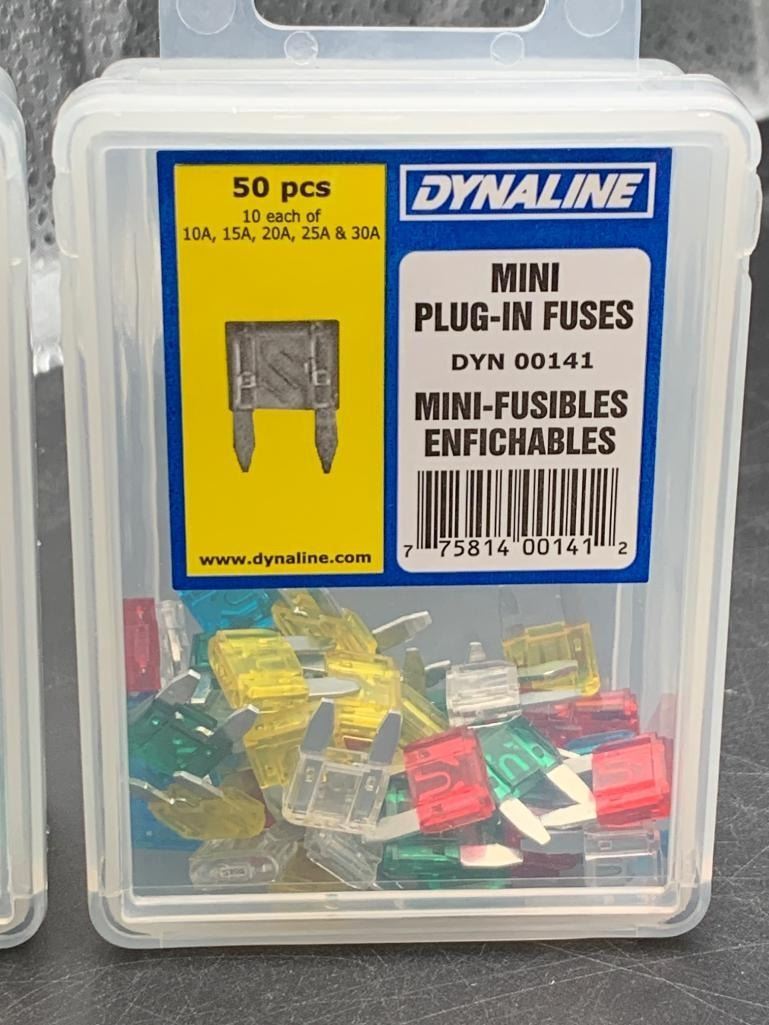 50 pcs
10 each of
10A, 15A, 20A, 25A & 30A
www.dynaline.com
DYNALINE
MINI
PLUG-IN FUSES
DYN 00141
MINI-FUSIBLES
ENFICHABLES
7 75814 00141 2